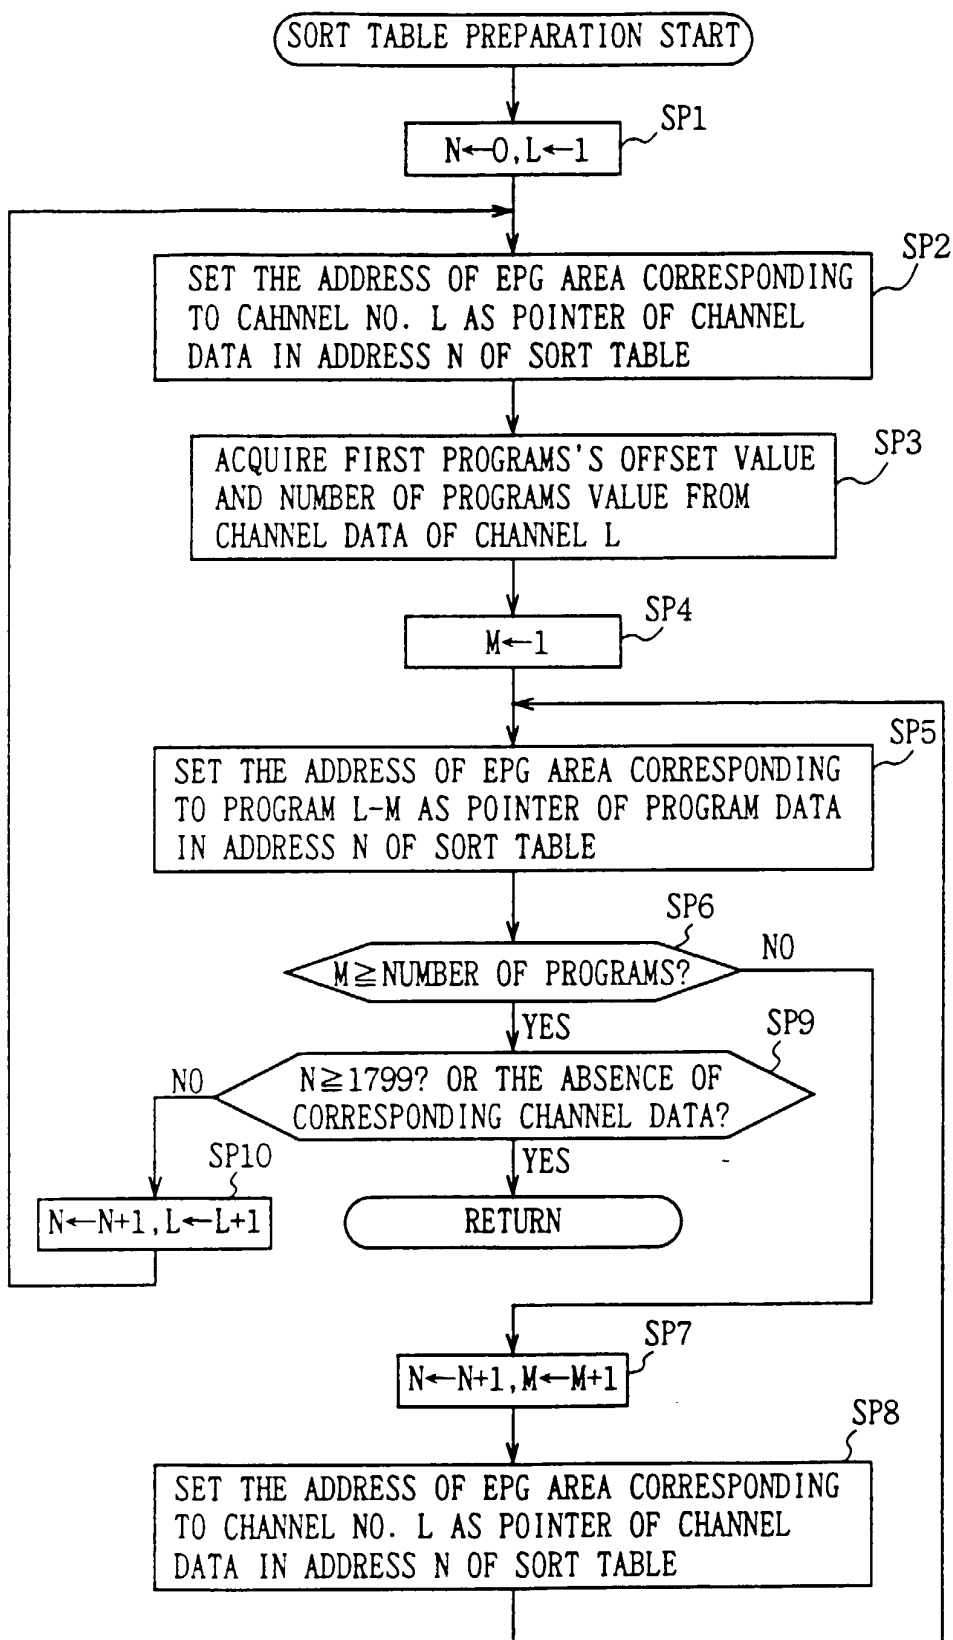 SORT TABLE PREPARATION START
SP1
N←0,L←1
SP2
SET THE ADDRESS OF EPG AREA CORRESPONDING
TO CAHNNEL NO. L AS POINTER OF CHANNEL
DATA IN ADDRESS N OF SORT TABLE
SP3
ACQUIRE FIRST PROGRAMS'S OFFSET VALUE
AND NUMBER OF PROGRAMS VALUE FROM
CHANNEL DATA OF CHANNEL L
SP4
M←1
SP5
SET THE ADDRESS OF EPG AREA CORRESPONDING
TO PROGRAM L-M AS POINTER OF PROGRAM DATA
IN ADDRESS N OF SORT TABLE
SP6
M≧NUMBER OF PROGRAMS?
NO
YES
SP9
N≧1799? OR THE ABSENCE OF
CORRESPONDING CHANNEL DATA?
NO
YES
SP10
N←N+1,L←L+1
RETURN
SP7
N←N+1,M←M+1
SP8
SET THE ADDRESS OF EPG AREA CORRESPONDING
TO CHANNEL NO. L AS POINTER OF CHANNEL
DATA IN ADDRESS N OF SORT TABLE